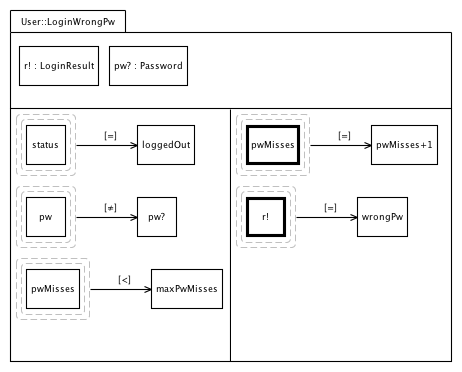 User::LoginWrongPw
r! : LoginResult
pw? : Password
status
[=]
loggedOut
pw
[≠]
pw?
pwMisses
[<]
maxPwMisses
pwMisses
[=]
pwMisses+1
r!
[=]
wrongPw